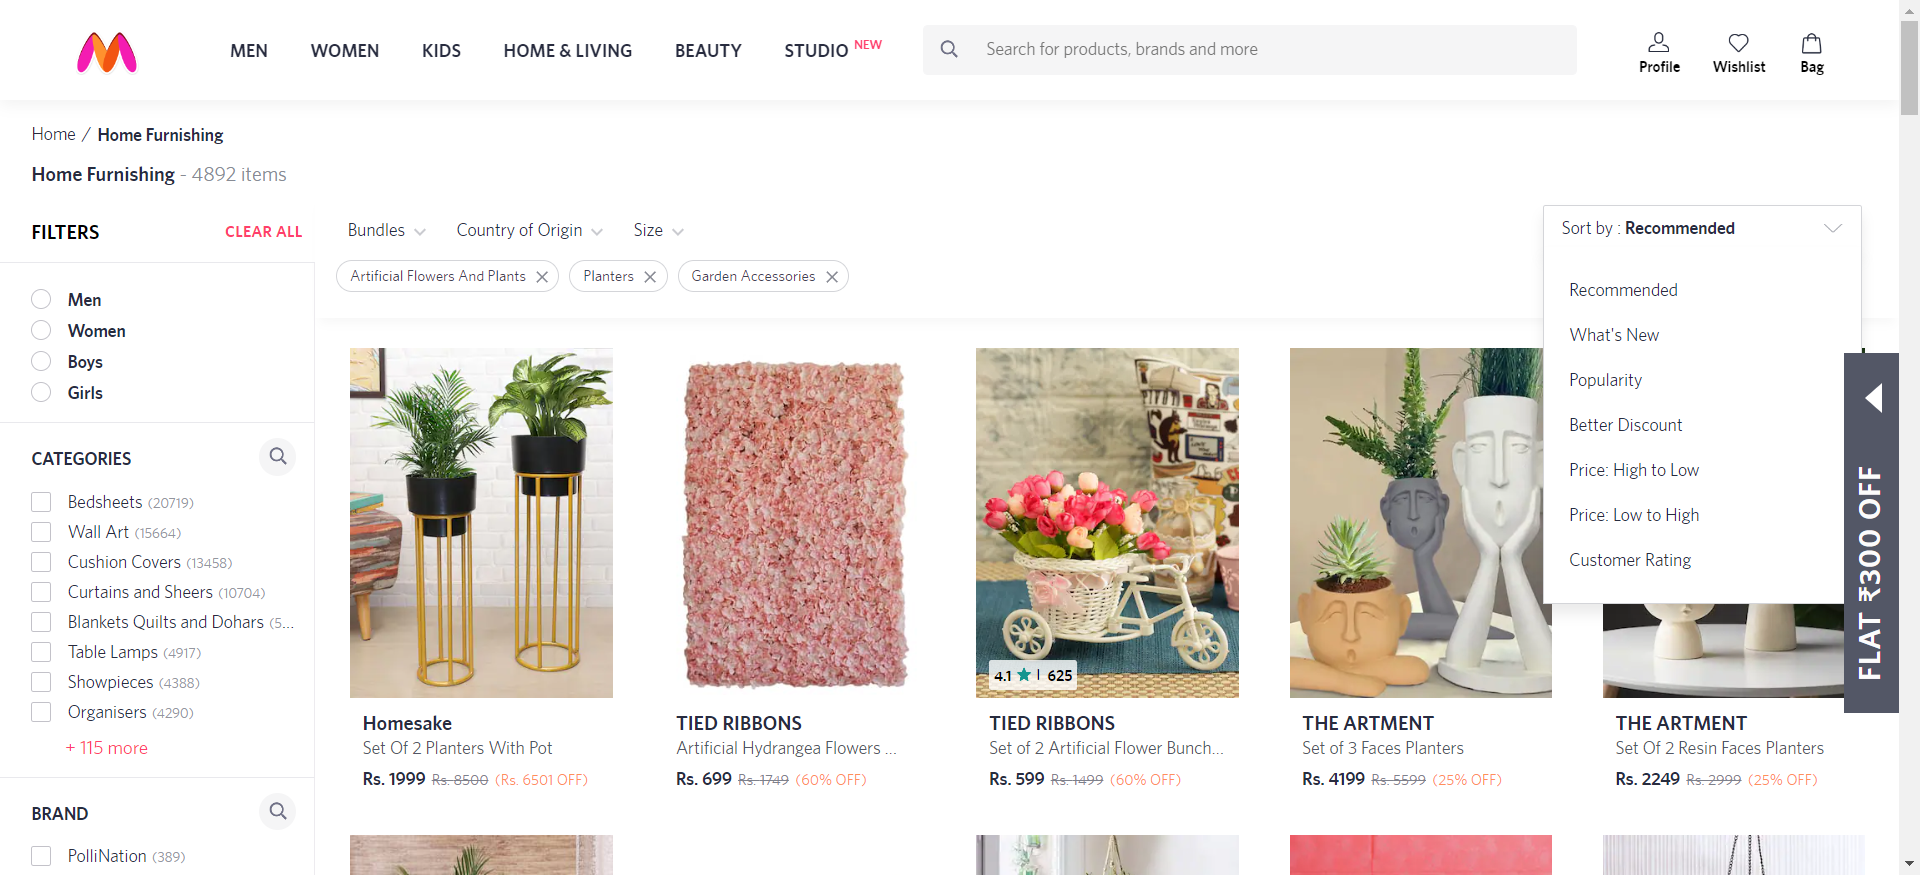 MEN
WOMEN
KIDS
HOME & LIVING
BEAUTY
STUDIO NEW
Search for products, brands and more
Profile
Wishlist
Bag
Home / Home Furnishing
Home Furnishing - 4892 items
FILTERS
CLEAR ALL
Bundles
Country of Origin
Size
Sort by : Recommended
Artificial Flowers And Plants
Planters
Garden Accessories
Recommended
What's New
Popularity
Better Discount
Price: High to Low
Price: Low to High
Customer Rating
FLAT ₹300 OFF
Men
Women
Boys
Girls
CATEGORIES
Bedsheets (20719)
Wall Art (15664)
Cushion Covers (13458)
Curtains and Sheers (10704)
Blankets Quilts and Dohars (5...
Table Lamps (4917)
Showpieces (4388)
Organisers (4290)
+ 115 more
BRAND
PolliNation (389)
Homesake
Set Of 2 Planters With Pot
Rs. 1999 Rs. 8500 (Rs. 6501 OFF)
TIED RIBBONS
Artificial Hydrangea Flowers ...
Rs. 699 Rs. 1749 (60% OFF)
4.1 | 625
TIED RIBBONS
Set of 2 Artificial Flower Bunch...
Rs. 599 Rs. 1499 (60% OFF)
THE ARTMENT
Set of 3 Faces Planters
Rs. 4199 Rs. 5599 (25% OFF)
THE ARTMENT
Set Of 2 Resin Faces Planters
Rs. 2249 Rs. 2999 (25% OFF)